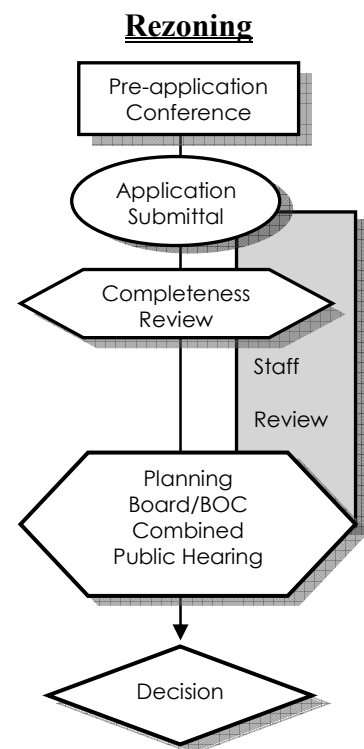 Rezoning
Pre-application
Conference
Application
Submittal
Completeness
Review
Staff
Review
Planning
Board/BOC
Combined
Public Hearing
Decision